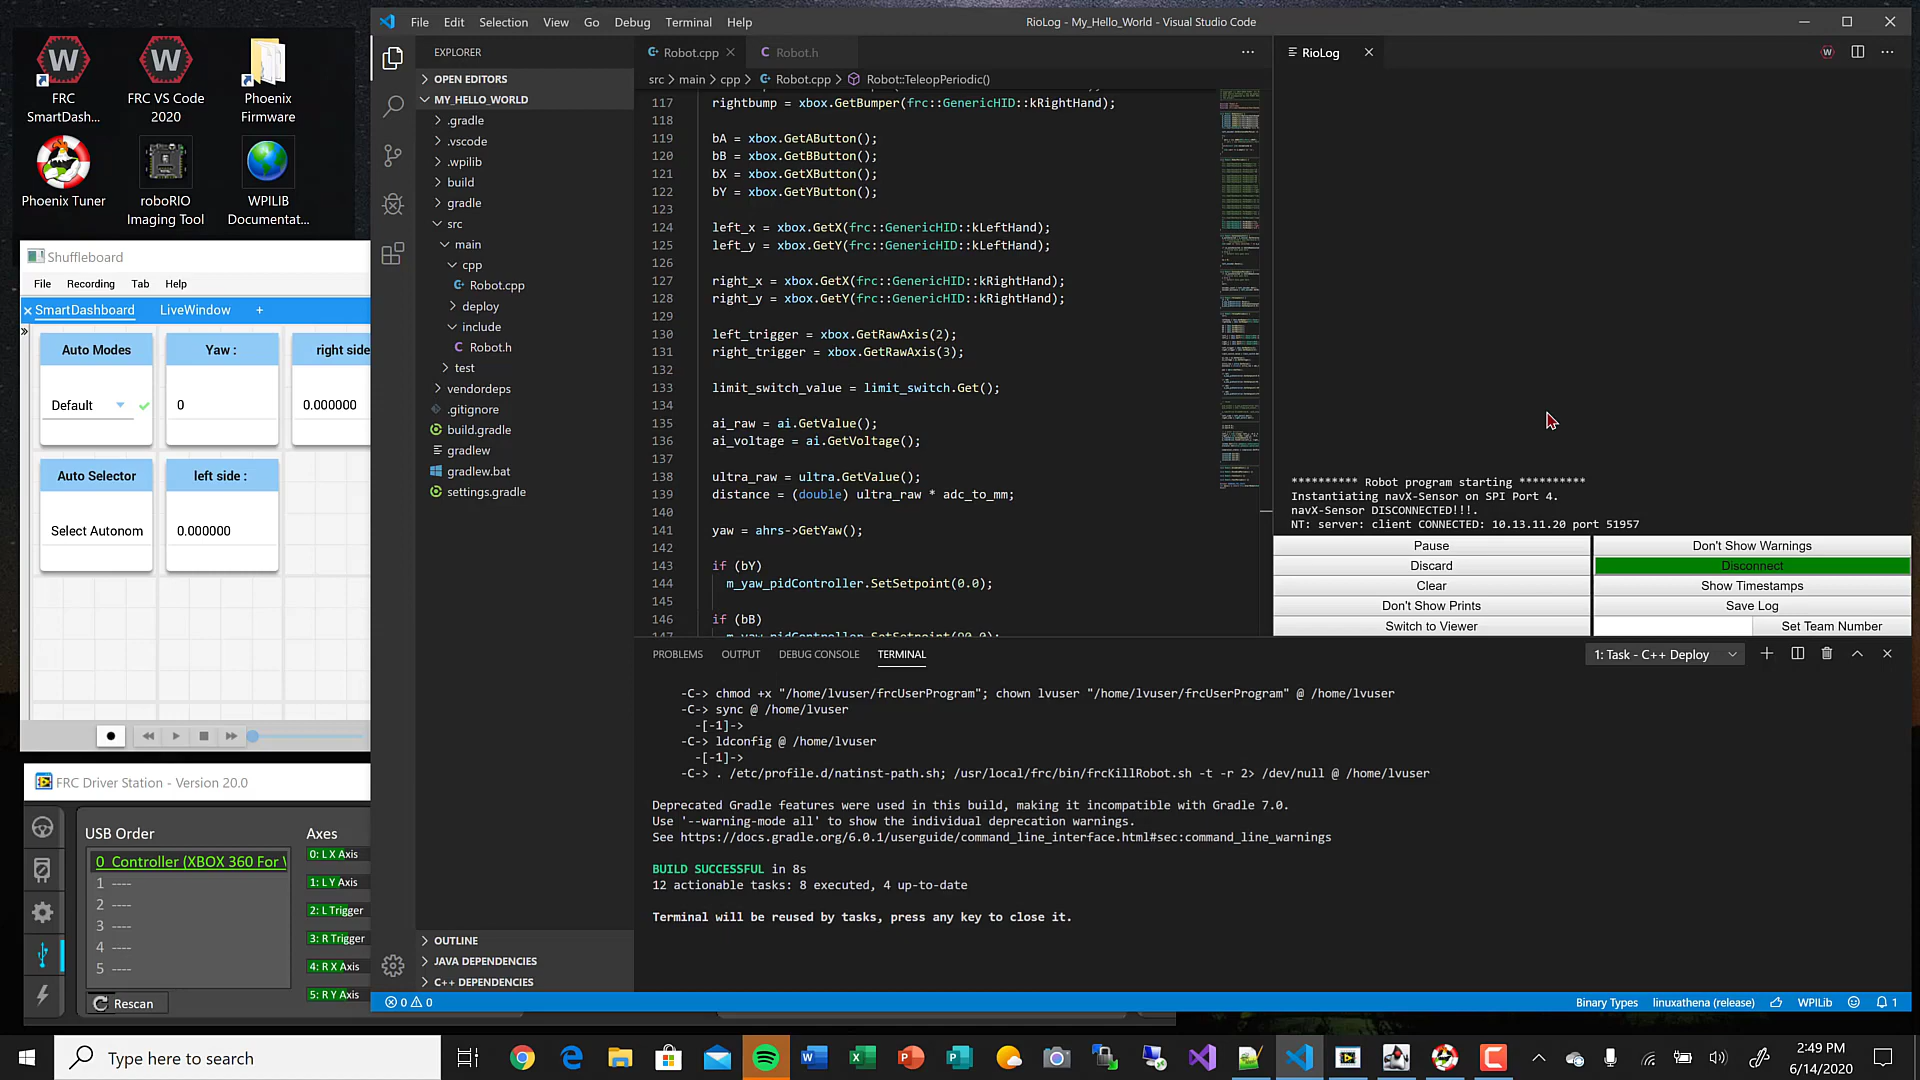 FRC
SmartDash...
FRC VS Code
2020
Phoenix
Firmware
Phoenix Tuner
roboRIO
Imaging Tool
WPILIB
Documentat...
Shuffleboard
File Recording Tab Help
SmartDashboard LiveWindow +
Auto Modes
Default
Yaw :
0
right side
0.000000
Auto Selector
Select Autonom
left side :
0.000000
FRC Driver Station - Version 20.0
USB Order
0 Controller (XBOX 360 For
1 ----
2 ----
3 ----
4 ----
5 ----
Rescan
Axes
0: L X Axis
1: L Y Axis
2: L Trigger
3: R Trigger
4: R X Axis
5: R Y Axis
File Edit Selection View Go Debug Terminal Help
RioLog - My_Hello_World - Visual Studio Code
EXPLORER
OPEN EDITORS
MY_HELLO_WORLD
.gradle
.vscode
.wpilib
build
gradle
src
main
cpp
Robot.cpp
deploy
include
Robot.h
test
vendordeps
.gitignore
build.gradle
gradlew
gradlew.bat
settings.gradle
OUTLINE
JAVA DEPENDENCIES
C++ DEPENDENCIES
Robot.cpp
Robot.h
src > main > cpp > Robot.cpp > Robot::TeleopPeriodic()
117 rightbump = xbox.GetBumper(frc::GenericHID::kRightHand);
118
119 bA = xbox.GetAButton();
120 bB = xbox.GetBButton();
121 bX = xbox.GetXButton();
122 bY = xbox.GetYButton();
123
124 left_x = xbox.GetX(frc::GenericHID::kLeftHand);
125 left_y = xbox.GetY(frc::GenericHID::kLeftHand);
126
127 right_x = xbox.GetX(frc::GenericHID::kRightHand);
128 right_y = xbox.GetY(frc::GenericHID::kRightHand);
129
130 left_trigger = xbox.GetRawAxis(2);
131 right_trigger = xbox.GetRawAxis(3);
132
133 limit_switch_value = limit_switch.Get();
134
135 ai_raw = ai.GetValue();
136 ai_voltage = ai.GetVoltage();
137
138 ultra_raw = ultra.GetValue();
139 distance = (double) ultra_raw * adc_to_mm;
140
141 yaw = ahrs->GetYaw();
142
143 if (bY)
144 m_yaw_pidController.SetSetpoint(0.0);
145
146 if (bB)
147 m_yaw_pidController.SetSetpoint(90.0);
RioLog
********** Robot program starting **********
Instantiating navX-Sensor on SPI Port 4.
navX-Sensor DISCONNECTED!!!.
NT: server: client CONNECTED: 10.13.11.20 port 51957
Pause Don't Show Warnings
Discard Disconnect
Clear Show Timestamps
Don't Show Prints Save Log
Switch to Viewer Set Team Number
PROBLEMS OUTPUT DEBUG CONSOLE TERMINAL
1: Task - C++ Deploy
-C-> chmod +x "/home/lvuser/frcUserProgram"; chown lvuser "/home/lvuser/frcUserProgram" @ /home/lvuser
-C-> sync @ /home/lvuser
-[-1]->
-C-> ldconfig @ /home/lvuser
-[-1]->
-C-> . /etc/profile.d/natinst-path.sh; /usr/local/frc/bin/frcKillRobot.sh -t -r 2> /dev/null @ /home/lvuser
Deprecated Gradle features were used in this build, making it incompatible with Gradle 7.0.
Use '--warning-mode all' to show the individual deprecation warnings.
See https://docs.gradle.org/6.0.1/userguide/command_line_interface.html#sec:command_line_warnings
BUILD SUCCESSFUL in 8s
12 actionable tasks: 8 executed, 4 up-to-date
Terminal will be reused by tasks, press any key to close it.
0 0
Binary Types linuxathena (release) WPILib 1
Type here to search
2:49 PM
6/14/2020